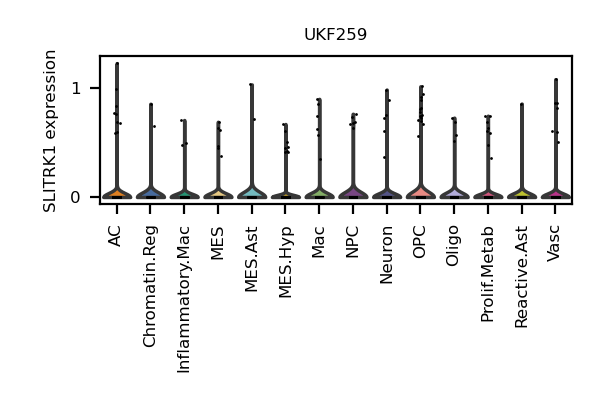 UKF259
SLITRK1 expression
1
0
AC
Chromatin.Reg
Inflammatory.Mac
MES
MES.Ast
MES.Hyp
Mac
NPC
Neuron
OPC
Oligo
Prolif.Metab
Reactive.Ast
Vasc